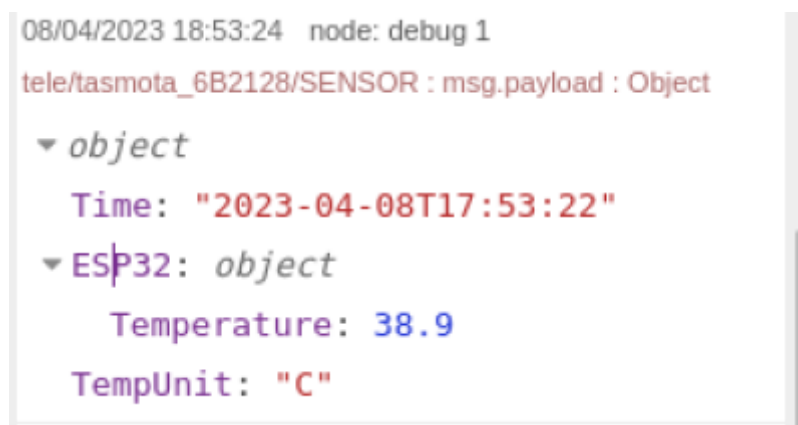 08/04/2023 18:53:24 node: debug 1
tele/tasmota_6B2128/SENSOR : msg.payload : Object
object
Time: "2023-04-08T17:53:22"
ESP32: object
Temperature: 38.9
TempUnit: "C"